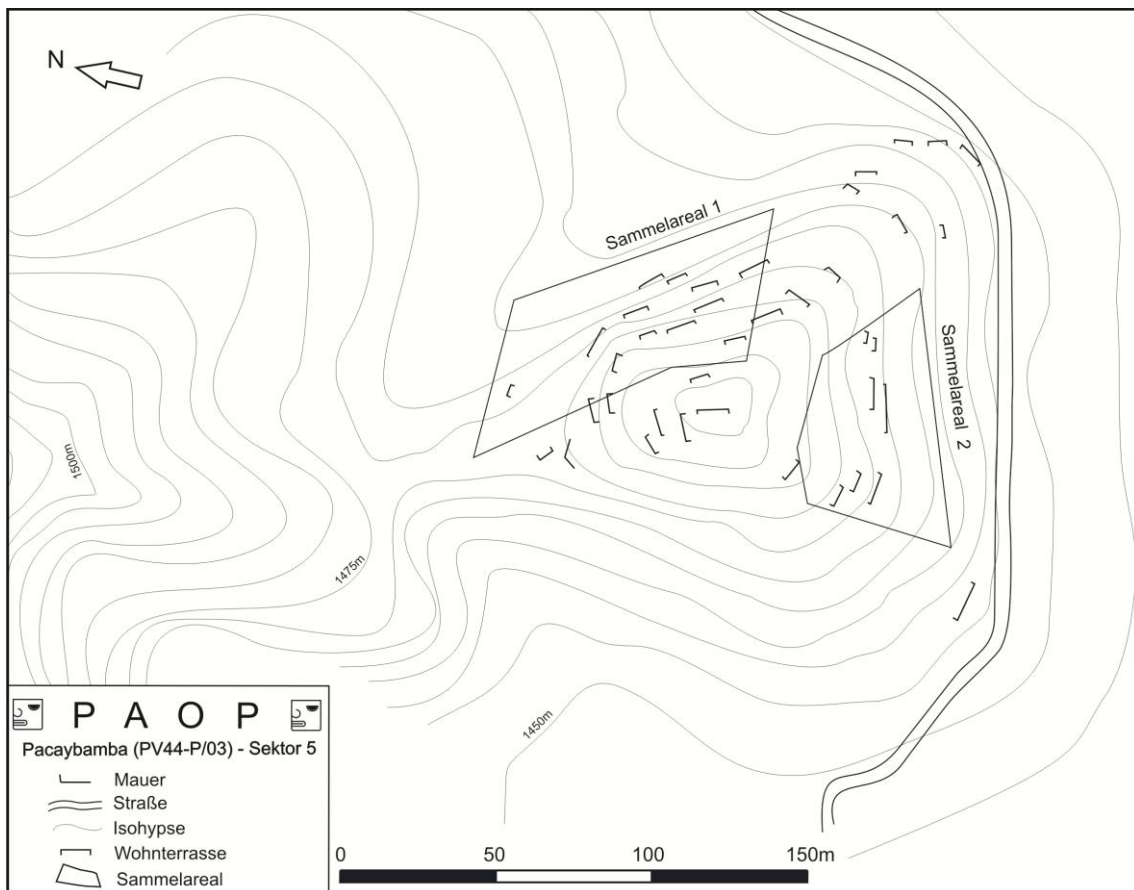 N
Sammelareal 1
Sammelareal 2
1500m
1475m
1450m
P A O P
Pacaybamba (PV44-P/03) - Sektor 5
Mauer
Straße
Isohypse
Wohnterrasse
Sammelareal
0 50 100 150m